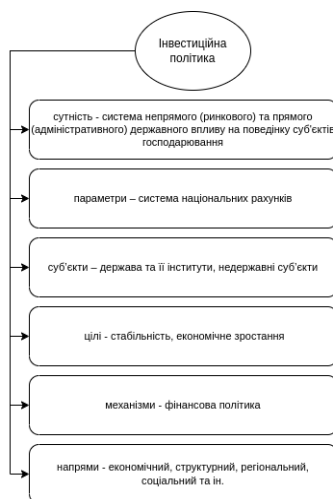 Інвестиційна
політика
сутність - система непрямого (ринкового) та прямого
(адміністративного) державного впливу на поведінку суб'єктів
господарювання
параметри – система національних рахунків
суб'єкти – держава та її інститути, недержавні суб'єкти
цілі - стабільність, економічне зростання
механізми - фінансова політика
напрями - економічний, структурний, регіональний,
соціальний та ін.